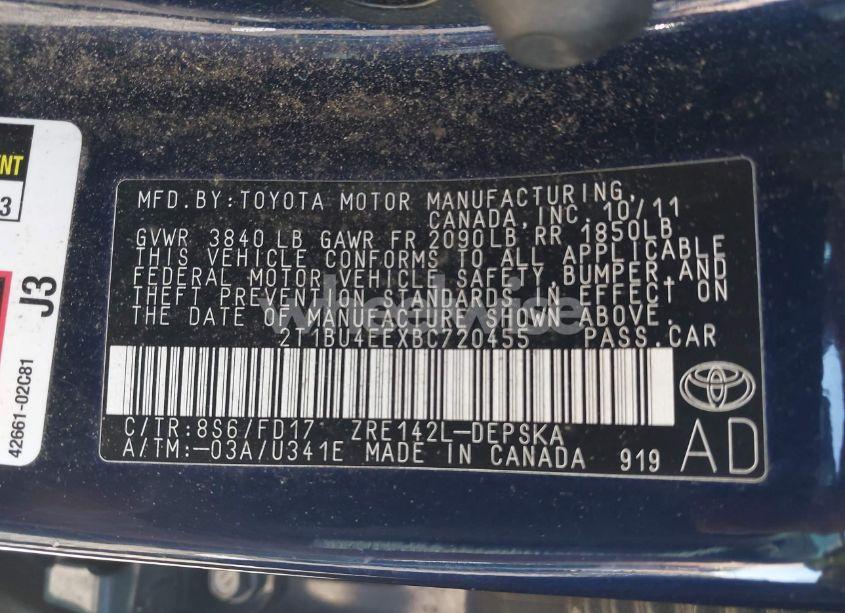 NT
3
J3
42661-02C81
MFD.BY:TOYOTA MOTOR MANUFACTURING,
CANADA,INC. 10/11
GVWR 3840 LB GAWR FR 2090LB RR 1850LB
THIS VEHICLE CONFORMS TO ALL APPLICABLE
FEDERAL MOTOR VEHICLE SAFETY,BUMPER,AND
THEFT PREVENTION STANDARDS IN EFFECT ON
THE DATE OF MANUFACTURE SHOWN ABOVE.
wheelwise
2T1BU4EEXBC720455 PASS.CAR
C/TR:8S6/FD17 ZRE142L-DEPSKA
A/TM:-03A/U341E MADE IN CANADA 919
AD